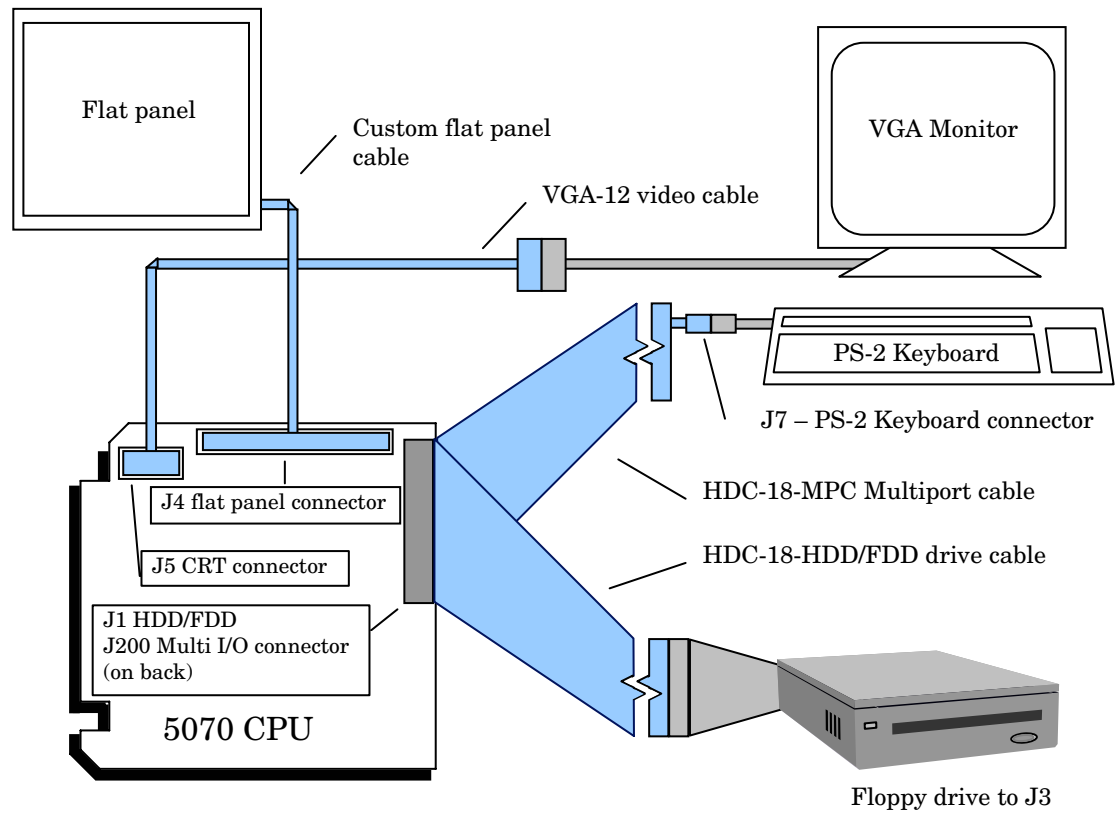 Flat panel
Custom flat panel
cable
VGA Monitor
VGA-12 video cable
PS-2 Keyboard
J7 – PS-2 Keyboard connector
J4 flat panel connector
HDC-18-MPC Multiport cable
J5 CRT connector
HDC-18-HDD/FDD drive cable
J1 HDD/FDD
J200 Multi I/O connector
(on back)
5070 CPU
Floppy drive to J3